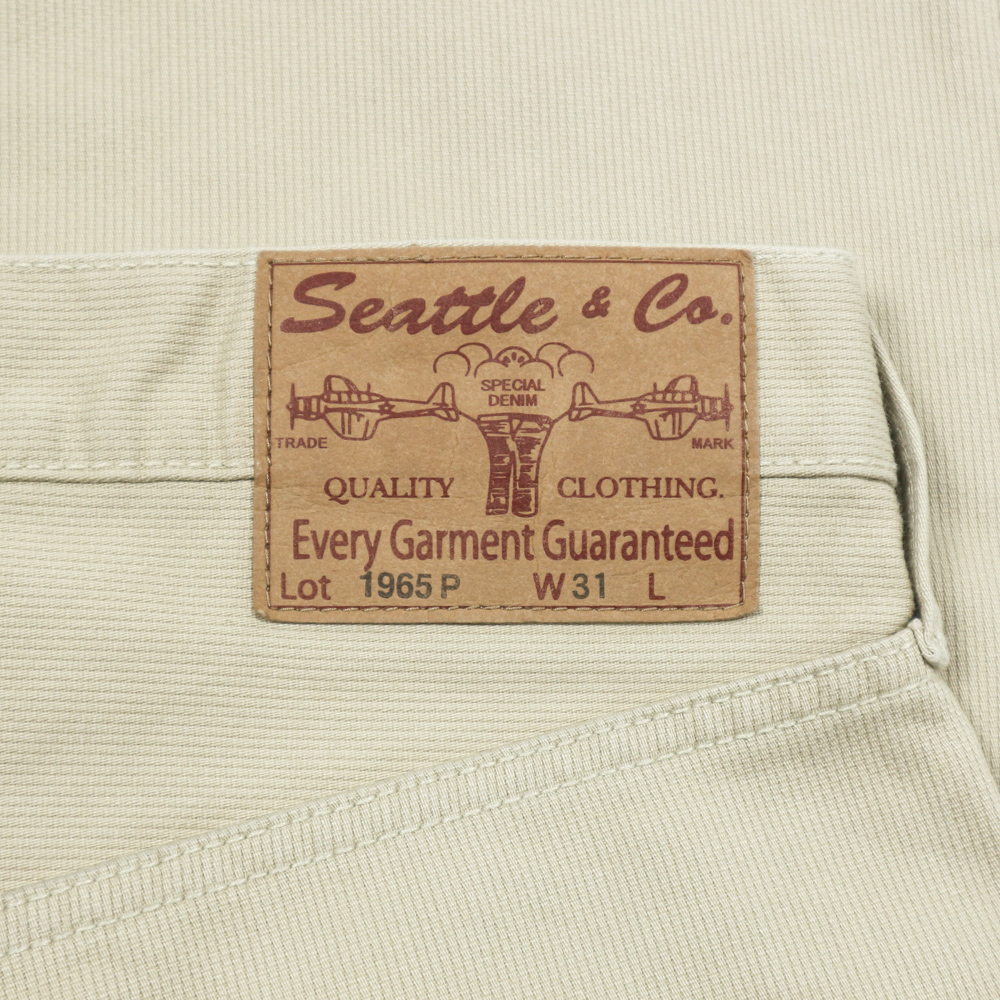 Seattle & Co.
SPECIAL
DENIM
TRADE MARK
QUALITY CLOTHING.
Every Garment Guaranteed
Lot 1965 P W 31 L